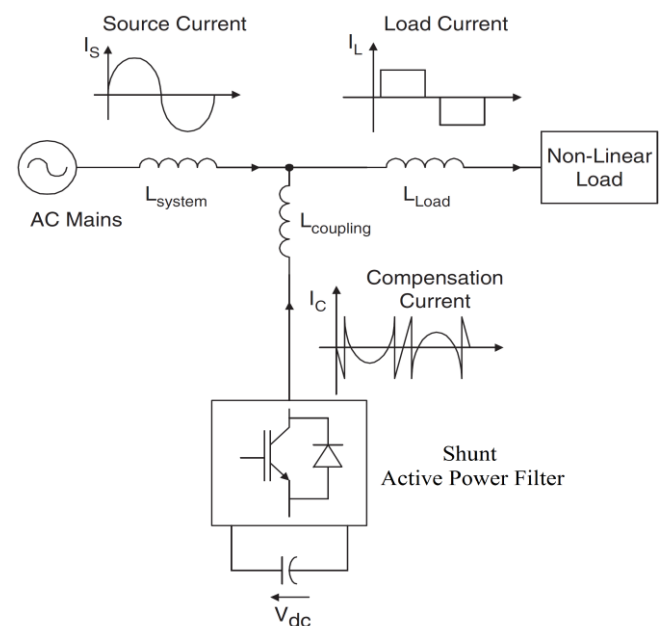 Source Current
I_S
Load Current
I_L
AC Mains
L_system
L_coupling
L_Load
Non-Linear
Load
Compensation
Current
I_C
Shunt
Active Power Filter
V_dc